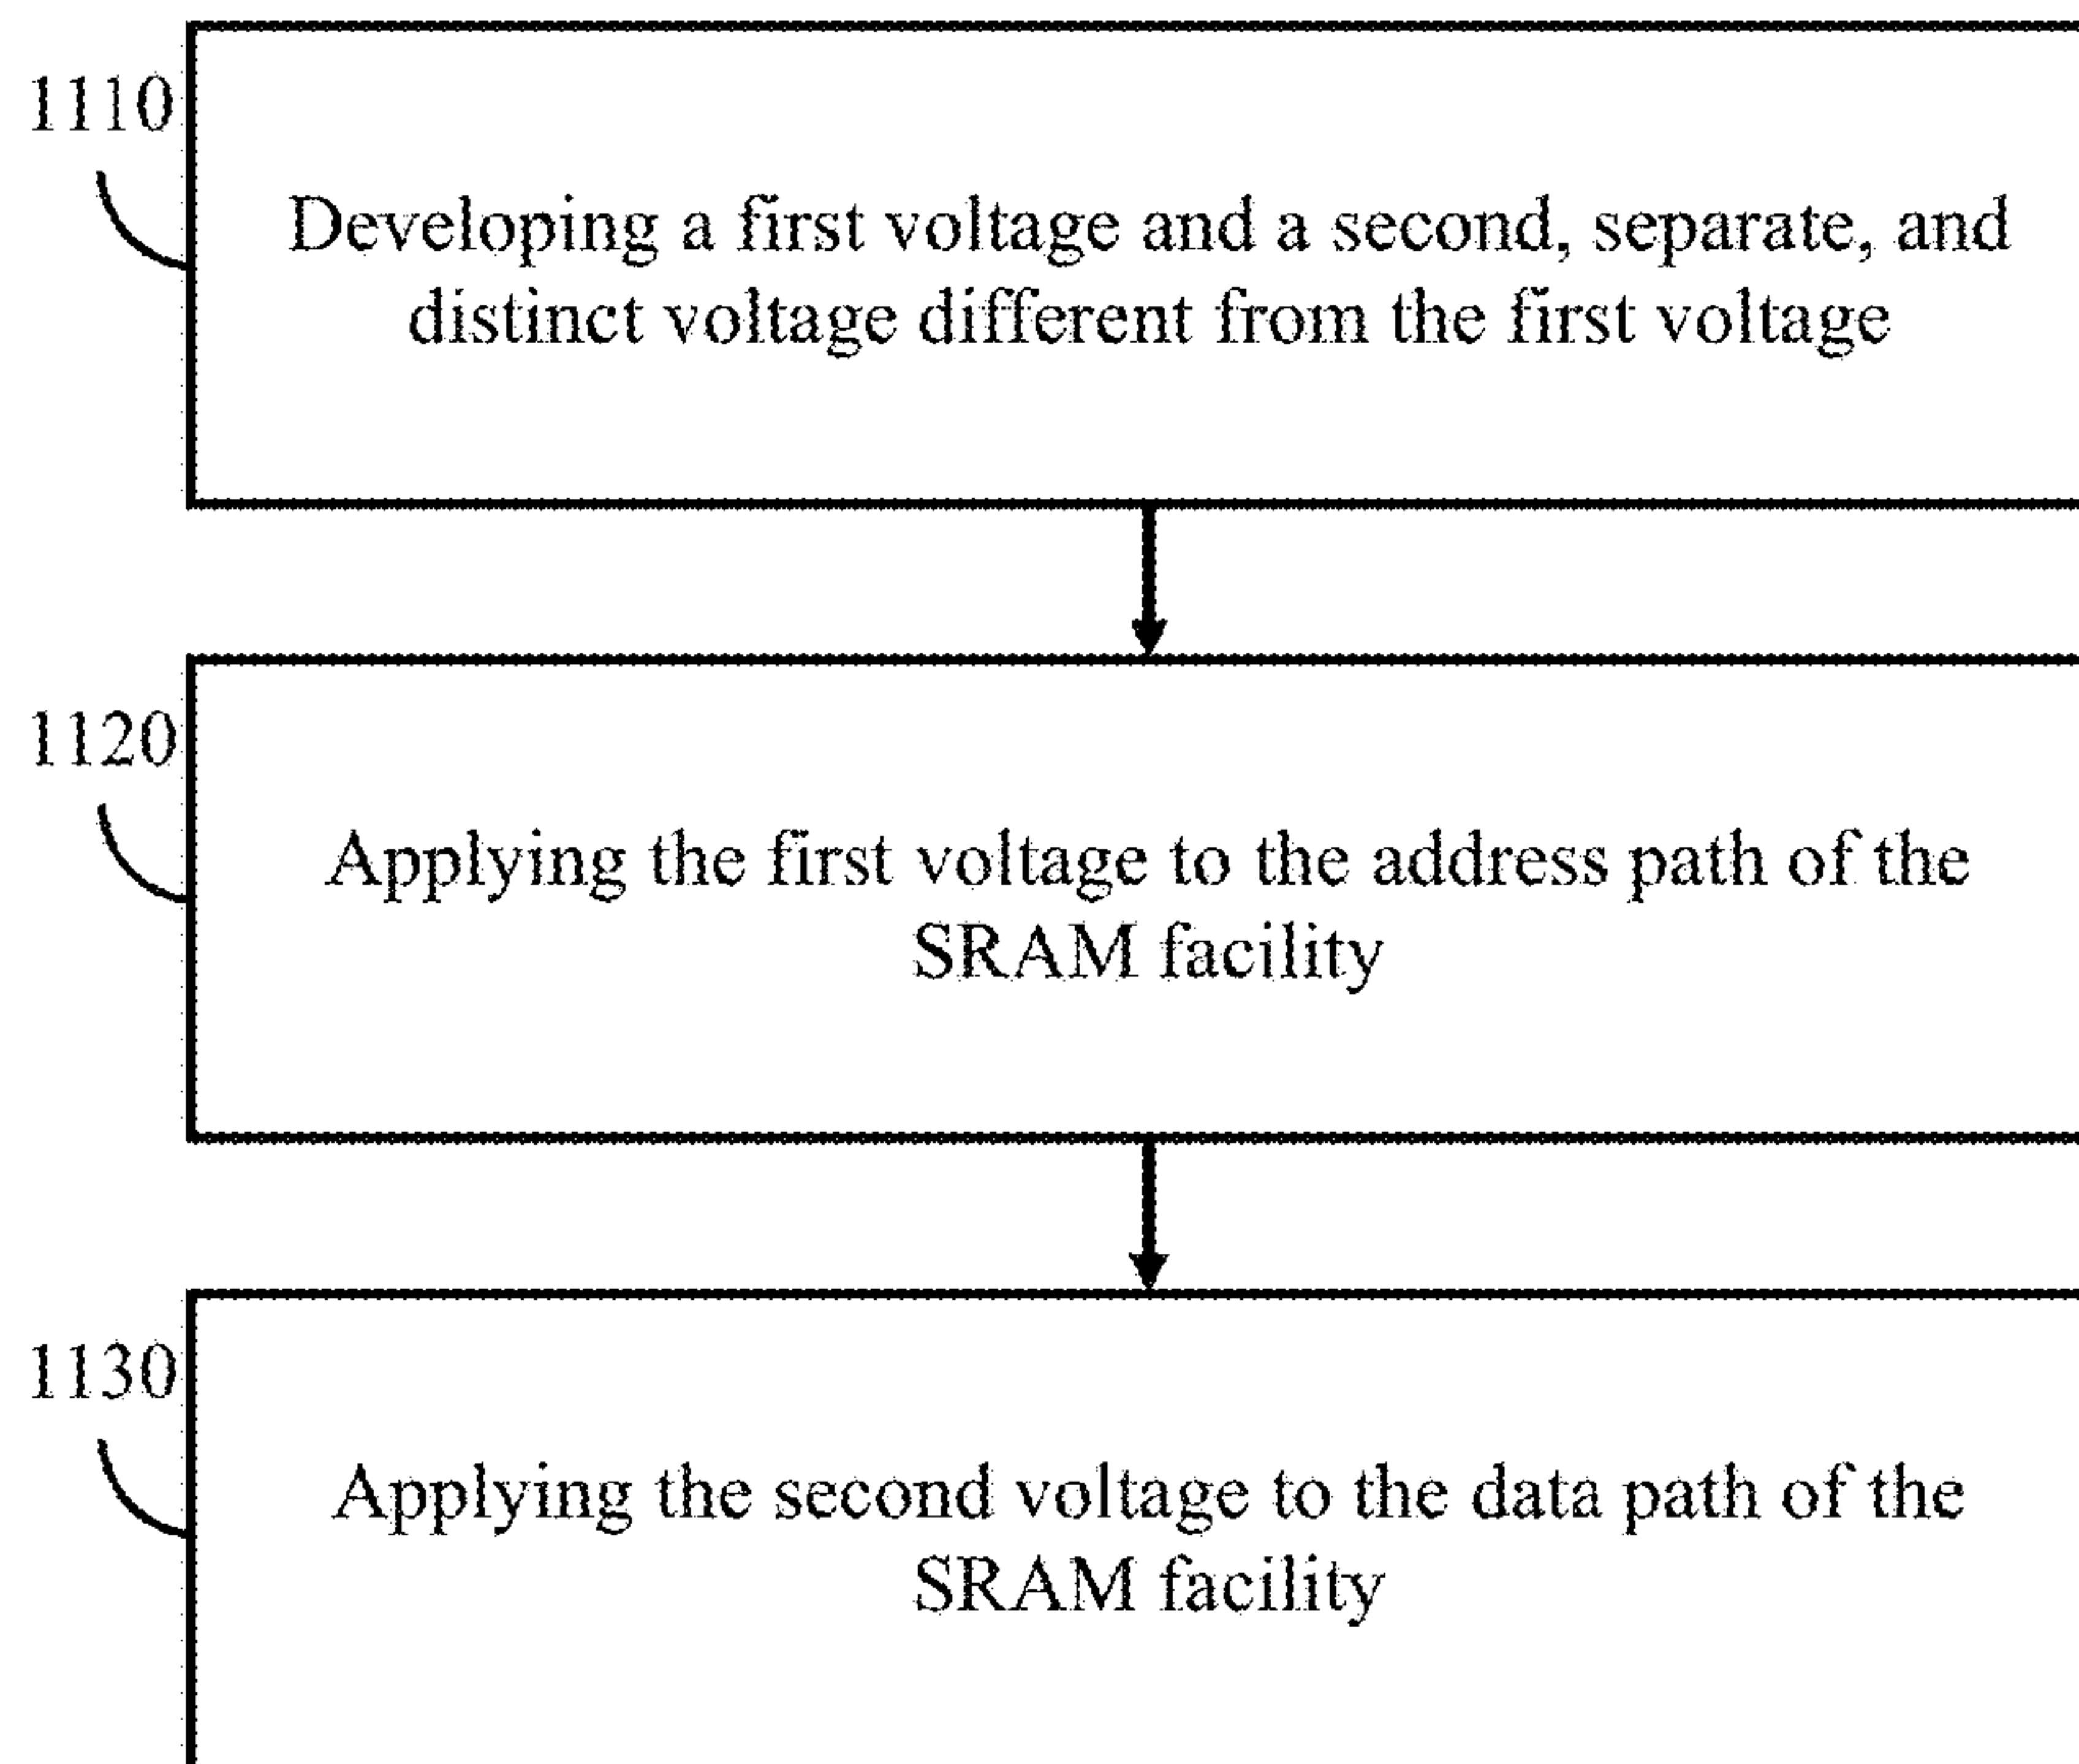 1110
Developing a first voltage and a second, separate, and
distinct voltage different from the first voltage
1120
Applying the first voltage to the address path of the
SRAM facility
1130
Applying the second voltage to the data path of the
SRAM facility